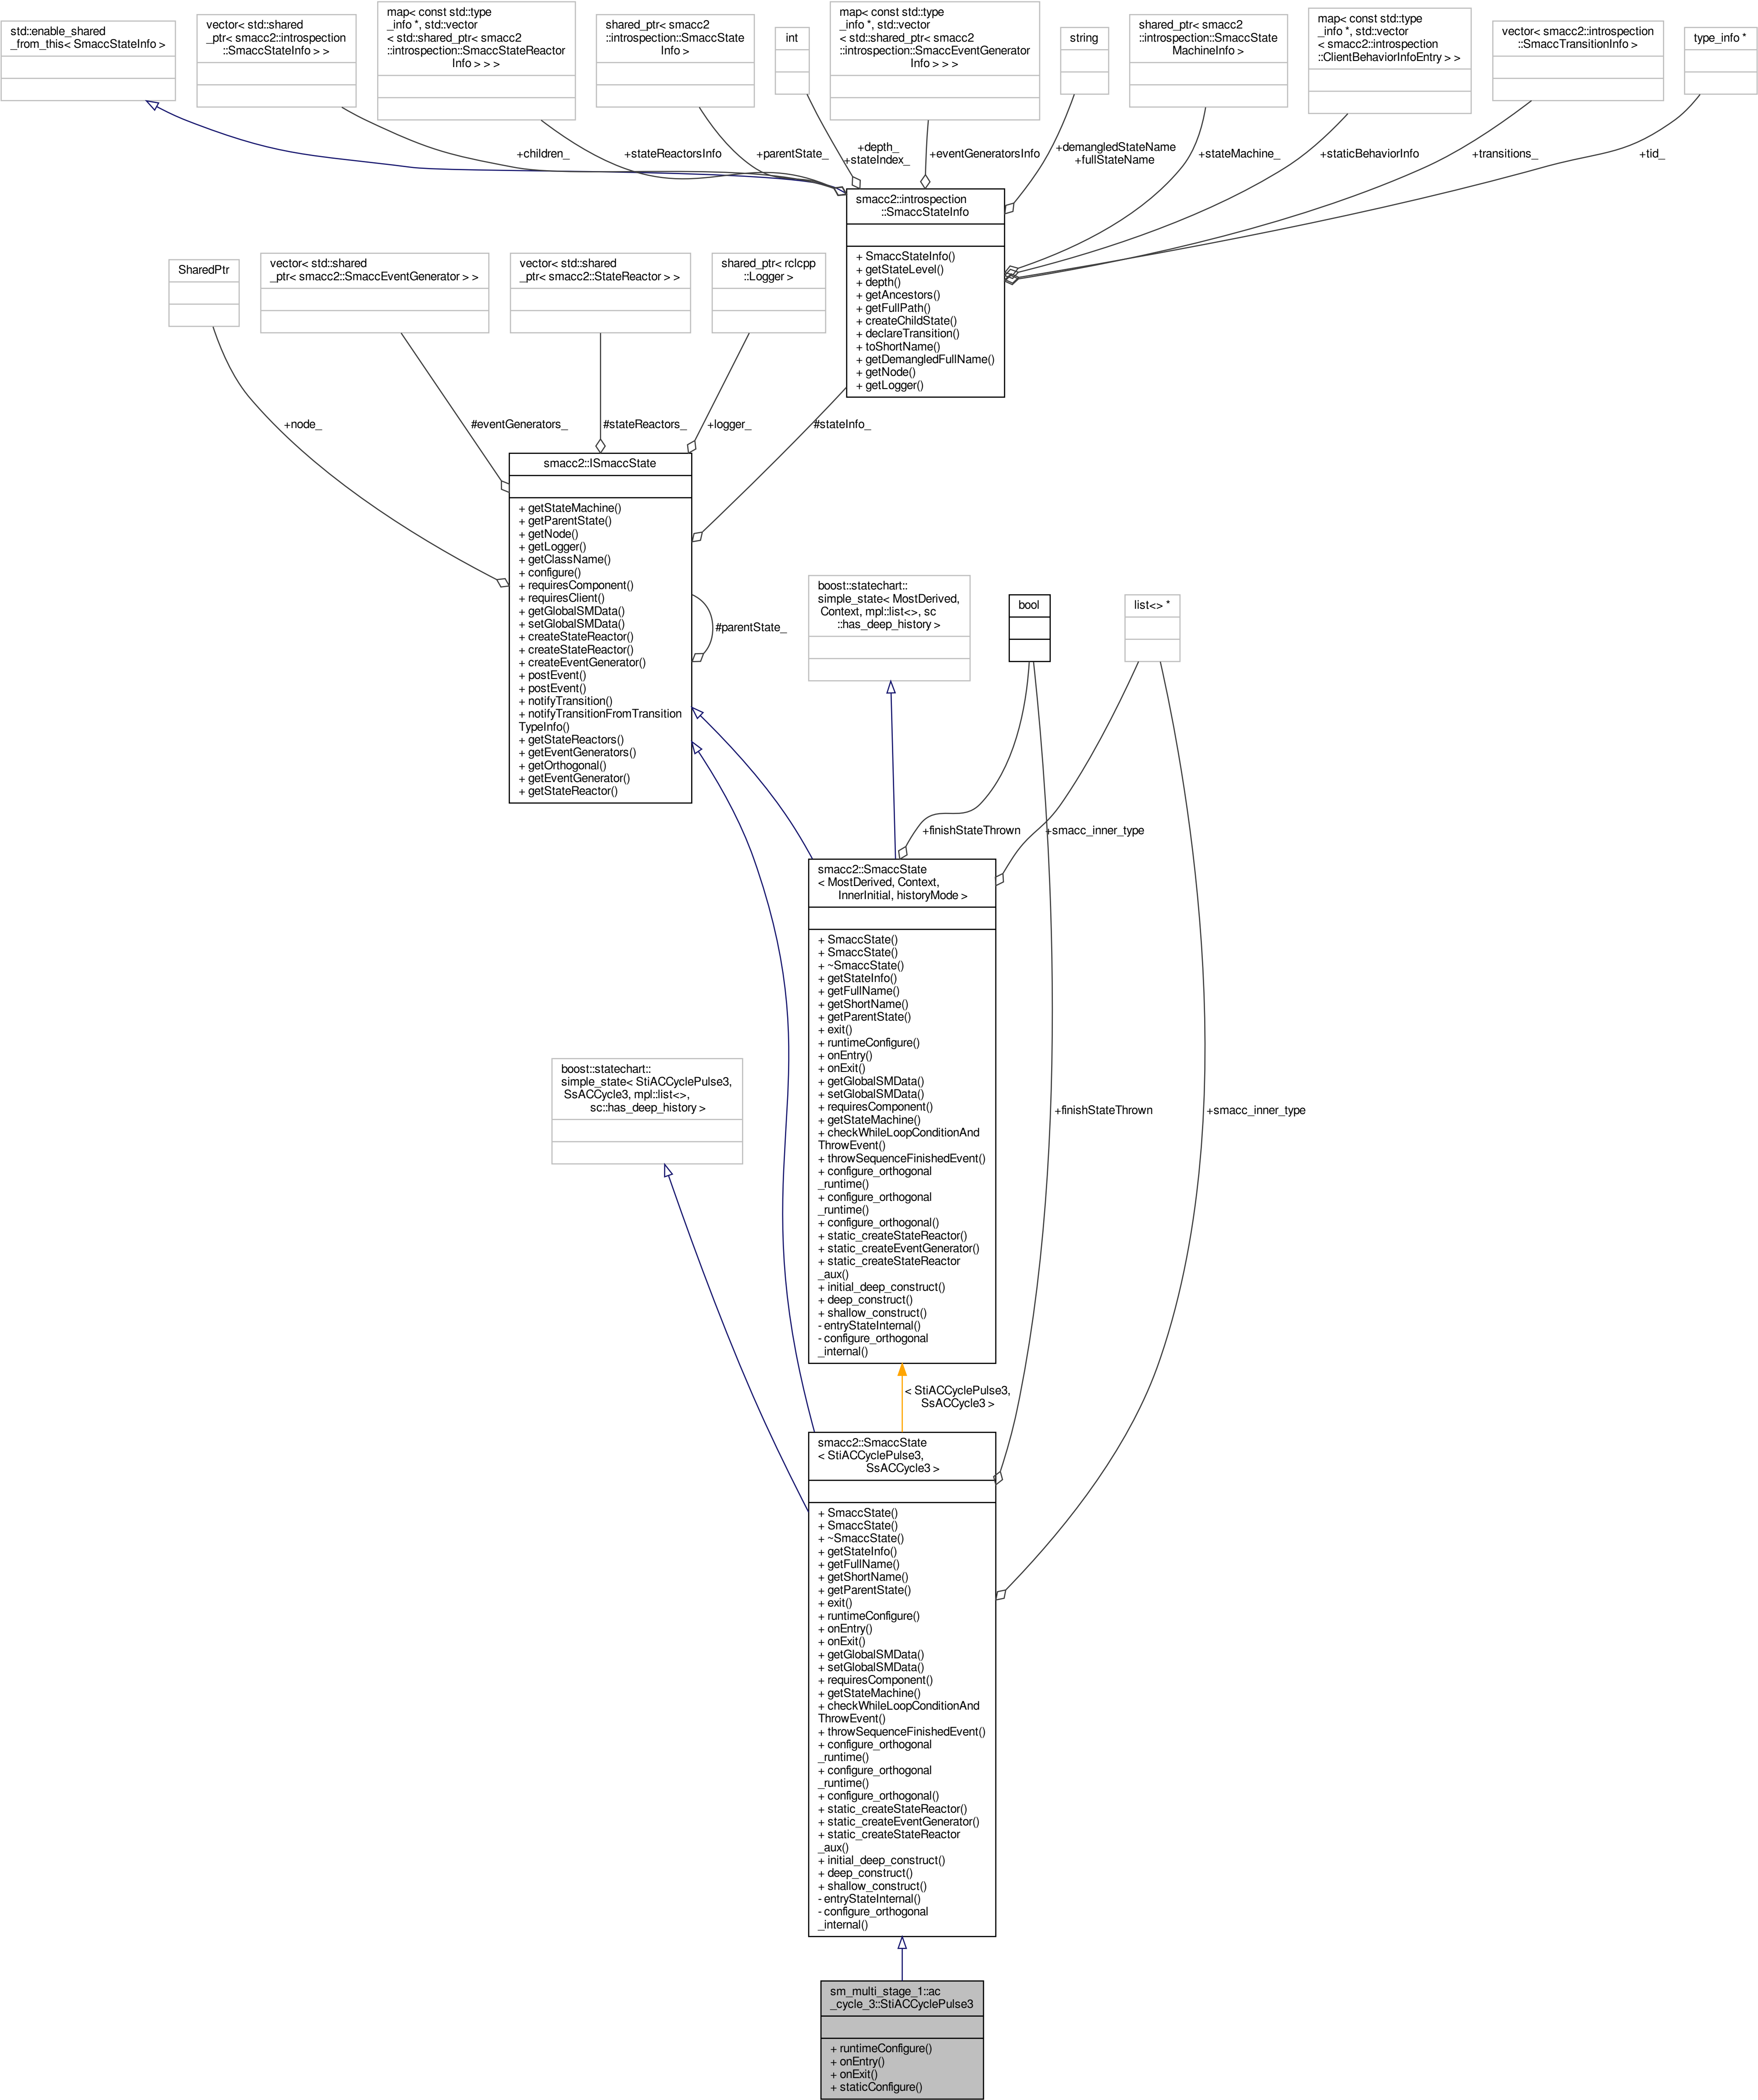 std::enable_shared
_from_this< SmaccStateInfo >
vector< std::shared
_ptr< smacc2::introspection
::SmaccStateInfo > >
map< const std::type
_info *, std::vector
< std::shared_ptr< smacc2
::introspection::SmaccStateReactor
Info > > >
shared_ptr< smacc2
::introspection::SmaccState
Info >
int
map< const std::type
_info *, std::vector
< std::shared_ptr< smacc2
::introspection::SmaccEventGenerator
Info > > >
string
shared_ptr< smacc2
::introspection::SmaccState
MachineInfo >
map< const std::type
_info *, std::vector
< smacc2::introspection
::ClientBehaviorInfoEntry > >
vector< smacc2::introspection
::SmaccTransitionInfo >
type_info *
+children_
+stateReactorsInfo
+parentState_
+depth_
+stateIndex_
+eventGeneratorsInfo
+demangledStateName
+fullStateName
+stateMachine_
+staticBehaviorInfo
+transitions_
+tid_
smacc2::introspection
::SmaccStateInfo
+ SmaccStateInfo()
+ getStateLevel()
+ depth()
+ getAncestors()
+ getFullPath()
+ createChildState()
+ declareTransition()
+ toShortName()
+ getDemangledFullName()
+ getNode()
+ getLogger()
SharedPtr
vector< std::shared
_ptr< smacc2::SmaccEventGenerator > >
vector< std::shared
_ptr< smacc2::StateReactor > >
shared_ptr< rclcpp
::Logger >
+node_
#eventGenerators_
#stateReactors_
+logger_
#stateInfo_
smacc2::ISmaccState
+ getStateMachine()
+ getParentState()
+ getNode()
+ getLogger()
+ getClassName()
+ configure()
+ requiresComponent()
+ requiresClient()
+ getGlobalSMData()
+ setGlobalSMData()
+ createStateReactor()
+ createStateReactor()
+ createEventGenerator()
+ postEvent()
+ postEvent()
+ notifyTransition()
+ notifyTransitionFromTransition
TypeInfo()
+ getStateReactors()
+ getEventGenerators()
+ getOrthogonal()
+ getEventGenerator()
+ getStateReactor()
#parentState_
boost::statechart::
simple_state< MostDerived,
Context, mpl::list<>, sc
::has_deep_history >
bool
list<> *
+finishStateThrown
+smacc_inner_type
smacc2::SmaccState
< MostDerived, Context,
InnerInitial, historyMode >
+ SmaccState()
+ SmaccState()
+ ~SmaccState()
+ getStateInfo()
+ getFullName()
+ getShortName()
+ getParentState()
+ exit()
+ runtimeConfigure()
+ onEntry()
+ onExit()
+ getGlobalSMData()
+ setGlobalSMData()
+ requiresComponent()
+ getStateMachine()
+ checkWhileLoopConditionAnd
ThrowEvent()
+ throwSequenceFinishedEvent()
+ configure_orthogonal
_runtime()
+ configure_orthogonal
_runtime()
+ configure_orthogonal()
+ static_createStateReactor()
+ static_createEventGenerator()
+ static_createStateReactor
_aux()
+ initial_deep_construct()
+ deep_construct()
+ shallow_construct()
- entryStateInternal()
- configure_orthogonal
_internal()
boost::statechart::
simple_state< StiACCyclePulse3,
SsACCycle3, mpl::list<>,
sc::has_deep_history >
+finishStateThrown
+smacc_inner_type
< StiACCyclePulse3,
SsACCycle3 >
smacc2::SmaccState
< StiACCyclePulse3,
SsACCycle3 >
+ SmaccState()
+ SmaccState()
+ ~SmaccState()
+ getStateInfo()
+ getFullName()
+ getShortName()
+ getParentState()
+ exit()
+ runtimeConfigure()
+ onEntry()
+ onExit()
+ getGlobalSMData()
+ setGlobalSMData()
+ requiresComponent()
+ getStateMachine()
+ checkWhileLoopConditionAnd
ThrowEvent()
+ throwSequenceFinishedEvent()
+ configure_orthogonal
_runtime()
+ configure_orthogonal
_runtime()
+ configure_orthogonal()
+ static_createStateReactor()
+ static_createEventGenerator()
+ static_createStateReactor
_aux()
+ initial_deep_construct()
+ deep_construct()
+ shallow_construct()
- entryStateInternal()
- configure_orthogonal
_internal()
sm_multi_stage_1::ac
_cycle_3::StiACCyclePulse3
+ runtimeConfigure()
+ onEntry()
+ onExit()
+ staticConfigure()